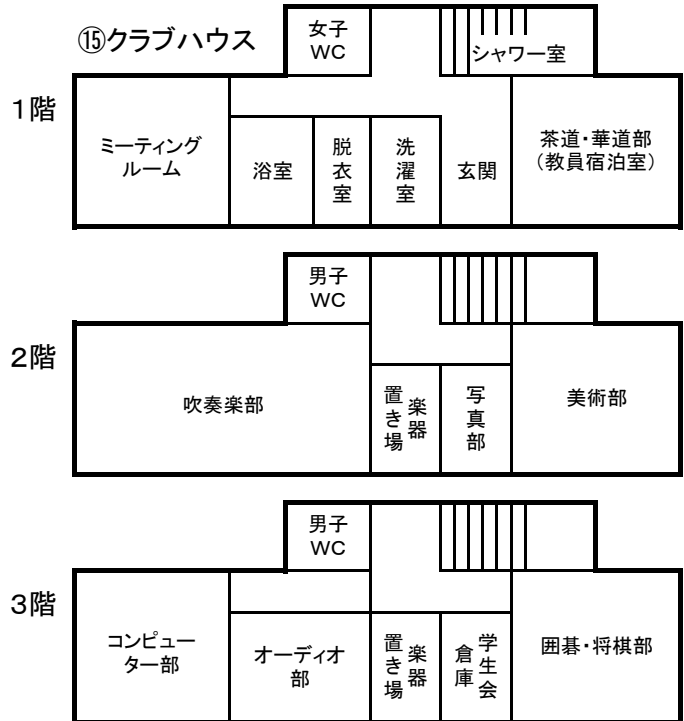 ⑮クラブハウス
1階
女子
WC
シャワー室
ミーティング
ルーム
浴室
脱衣室
洗濯室
玄関
茶道・華道部
(教員宿泊室)
2階
男子
WC
吹奏楽部
楽器
置き場
写真部
美術部
3階
男子
WC
コンピュー
ター部
オーディオ
部
楽器
置き場
学生会
倉庫
囲碁・将棋部